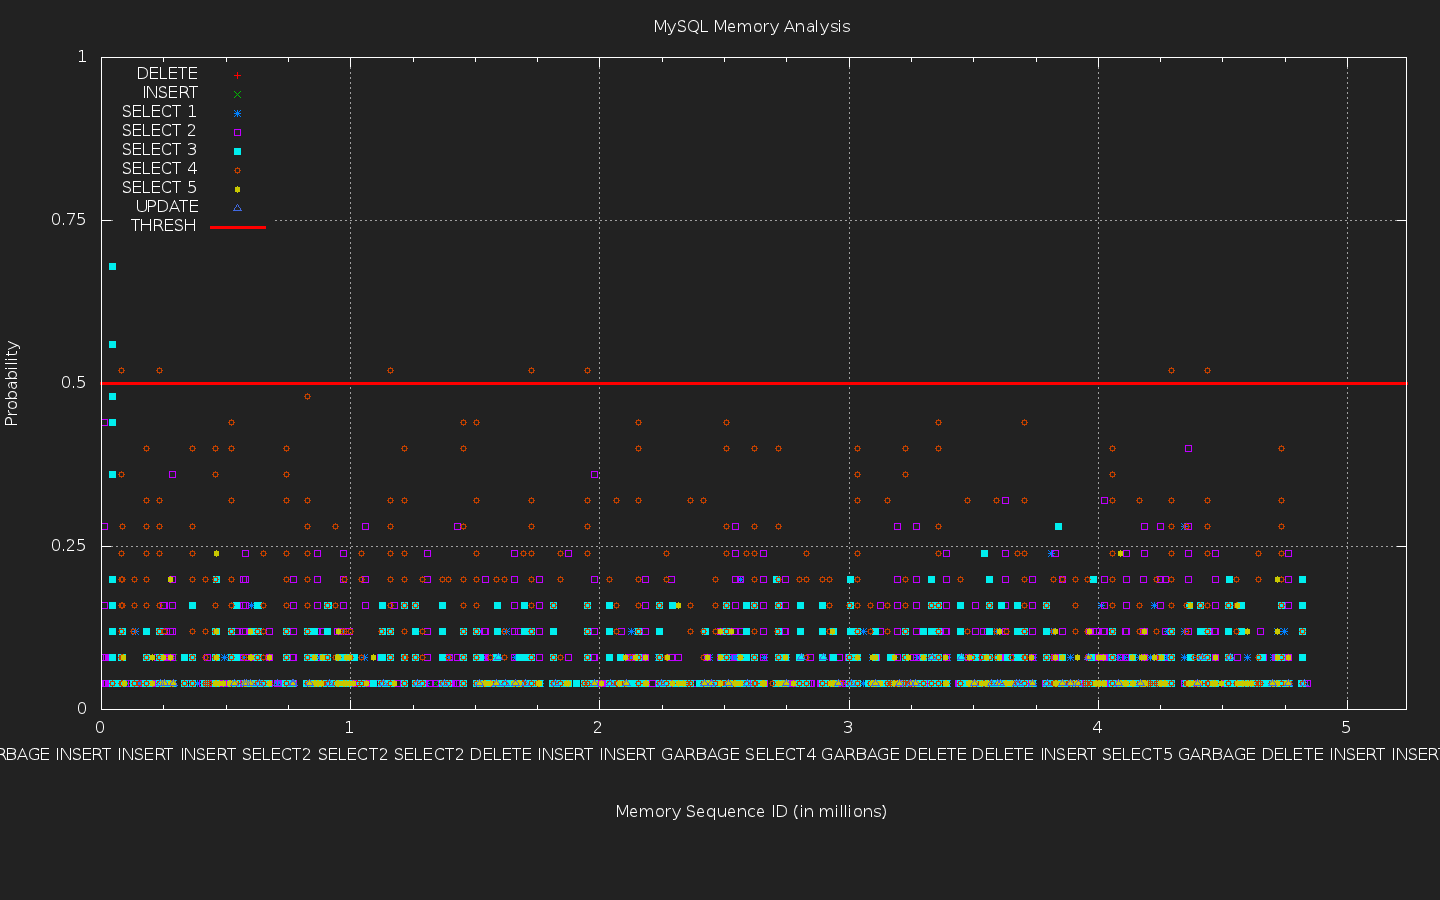 MySQL Memory Analysis
1
DELETE
INSERT
SELECT 1
SELECT 2
SELECT 3
SELECT 4
SELECT 5
UPDATE
THRESH
0.75
0.5
0.25
0
Probability
0 1 2 3 4 5
RBAGE INSERT INSERT INSERT SELECT2 SELECT2 SELECT2 DELETE INSERT INSERT GARBAGE SELECT4 GARBAGE DELETE DELETE INSERT SELECT5 GARBAGE DELETE INSERT INSERT
Memory Sequence ID (in millions)